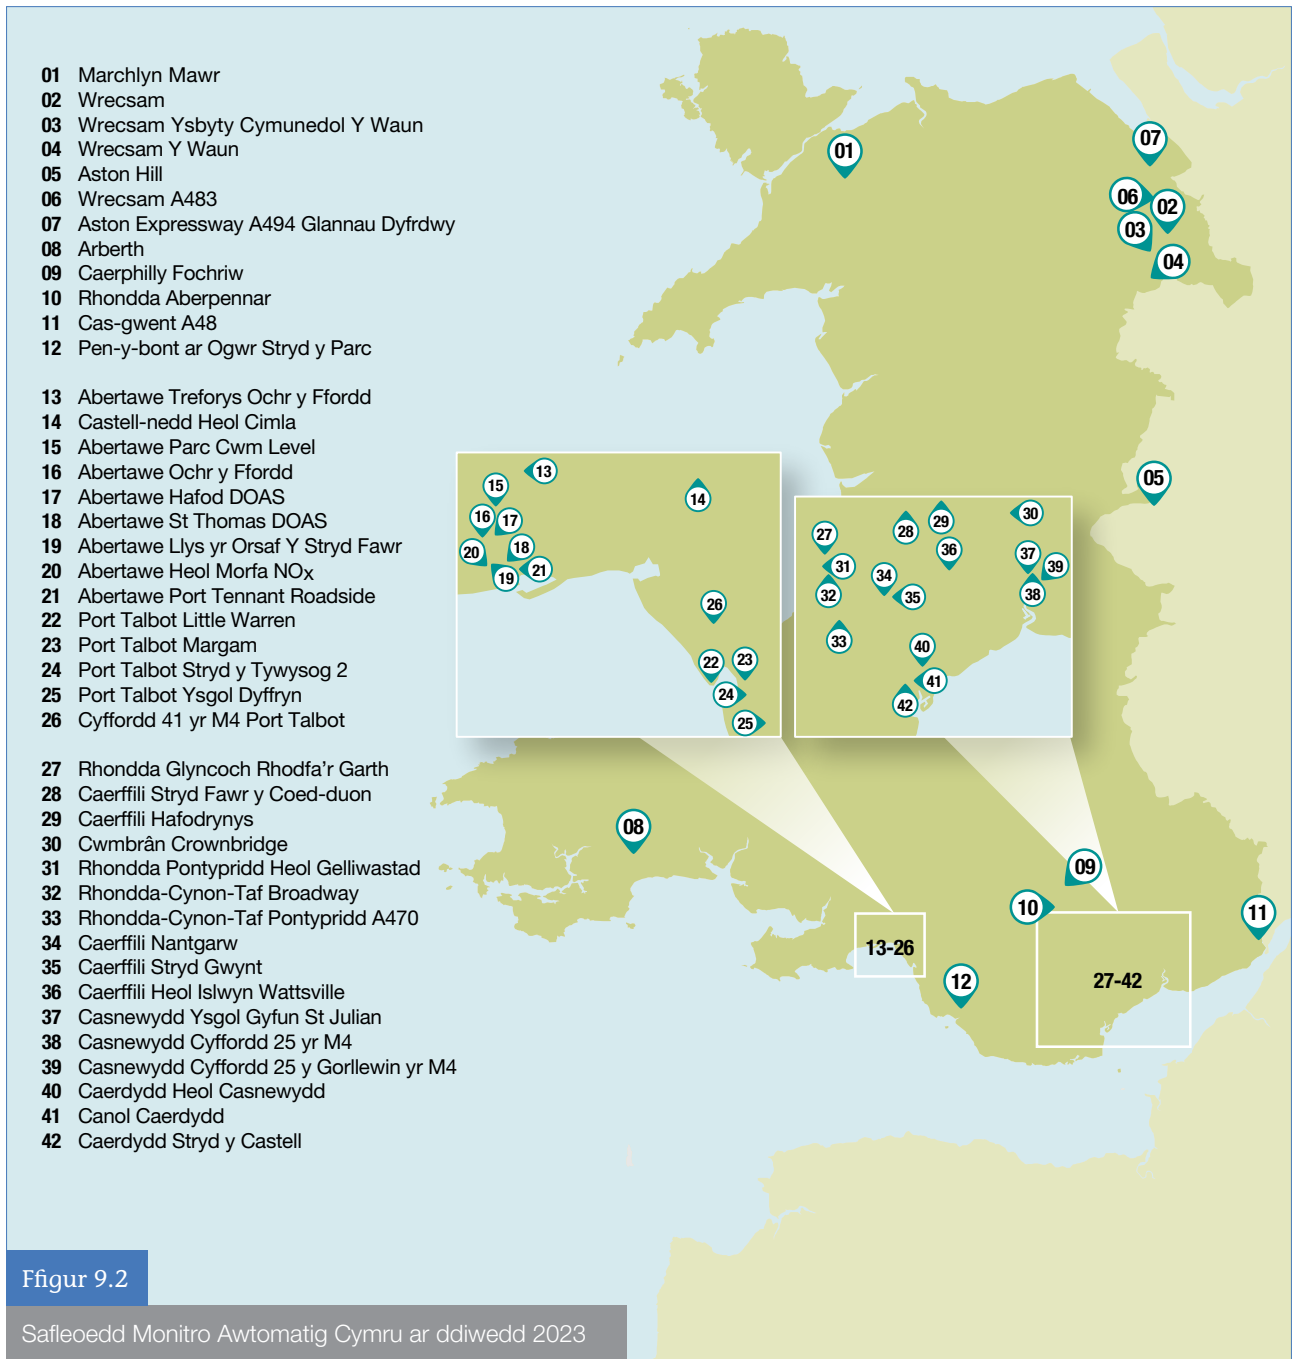 01 Marchlyn Mawr
02 Wrecsam
03 Wrecsam Ysbyty Cymunedol Y Waun
04 Wrecsam Y Waun
05 Aston Hill
06 Wrecsam A483
07 Aston Expressway A494 Glannau Dyfrdwy
08 Arberth
09 Caerphilly Fochriw
10 Rhondda Aberpennar
11 Cas-gwent A48
12 Pen-y-bont ar Ogwr Stryd y Parc
13 Abertawe Treforys Ochr y Ffordd
14 Castell-nedd Heol Cimla
15 Abertawe Parc Cwm Level
16 Abertawe Ochr y Ffordd
17 Abertawe Hafod DOAS
18 Abertawe St Thomas DOAS
19 Abertawe Llys yr Orsaf Y Stryd Fawr
20 Abertawe Heol Morfa NOx
21 Abertawe Port Tennant Roadside
22 Port Talbot Little Warren
23 Port Talbot Margam
24 Port Talbot Stryd y Tywysog 2
25 Port Talbot Ysgol Dyffryn
26 Cyffordd 41 yr M4 Port Talbot
27 Rhondda Glyncoch Rhodfa'r Garth
28 Caerffili Stryd Fawr y Coed-duon
29 Caerffili Hafodrynys
30 Cwmbrân Crownbridge
31 Rhondda Pontypridd Heol Gelliwastad
32 Rhondda-Cynon-Taf Broadway
33 Rhondda-Cynon-Taf Pontypridd A470
34 Caerffili Nantgarw
35 Caerffili Stryd Gwynt
36 Caerffili Heol Islwyn Wattsville
37 Casnewydd Ysgol Gyfun St Julian
38 Casnewydd Cyffordd 25 yr M4
39 Casnewydd Cyffordd 25 y Gorllewin yr M4
40 Caerdydd Heol Casnewydd
41 Canol Caerdydd
42 Caerdydd Stryd y Castell
01
07
06
02
03
04
05
13
15
14
16
17
20
18
19
21
26
22
23
24
25
30
29
28
27
36
37
31
39
34
32
35
38
33
40
41
42
08
09
10
11
13-26
12
27-42
Ffigur 9.2
Safleoedd Monitro Awtomatig Cymru ar ddiwedd 2023